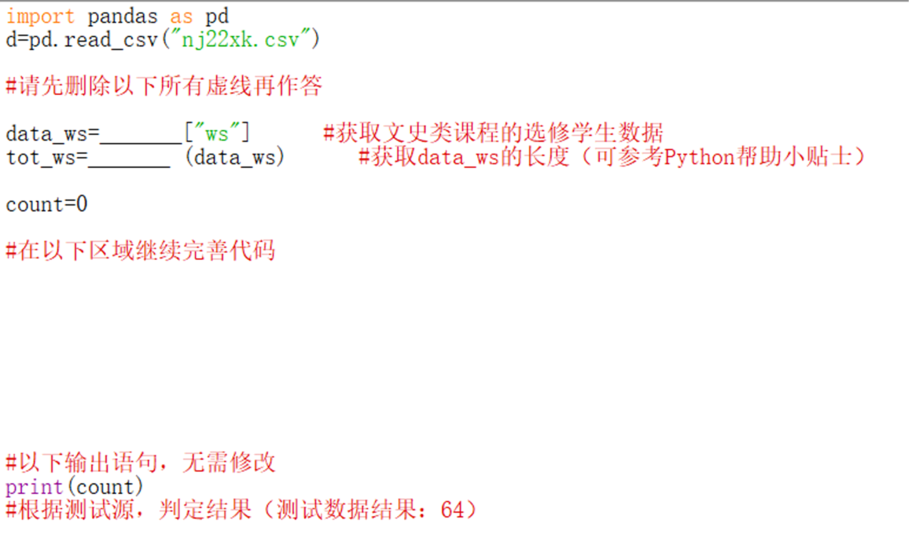 import pandas as pd
d=pd.read_csv("nj22xk.csv")
#请先删除以下所有虚线再作答
data_ws=_______["ws"] #获取文史类课程的选修学生数据
tot_ws=_______ (data_ws) #获取data_ws的长度（可参考Python帮助小贴士）
count=0
#在以下区域继续完善代码
#以下输出语句，无需修改
print(count)
#根据测试源，判定结果（测试数据结果：64）